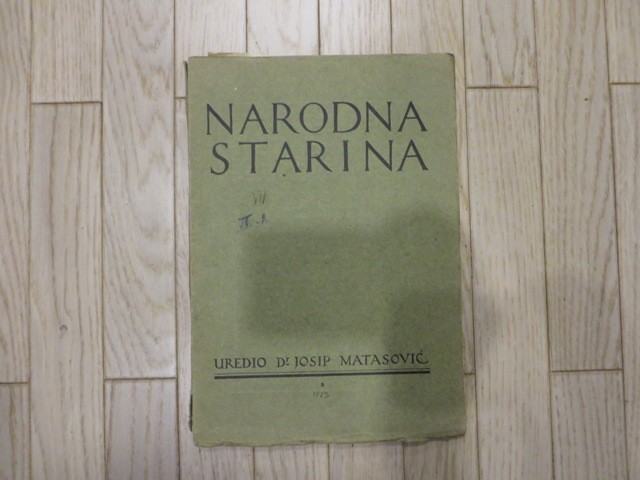 NARODNA
STARINA
UREDIO Dr JOSIP MATASOVIĆ